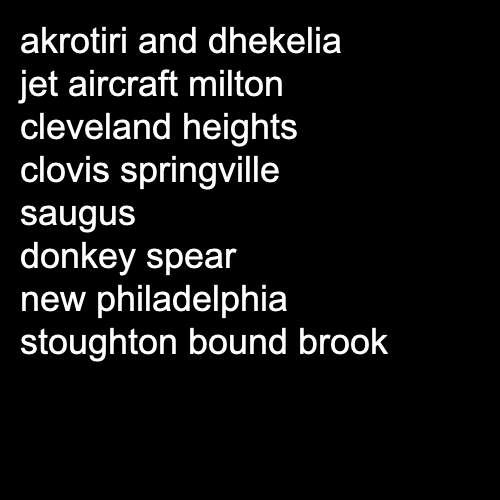 akrotiri and dhekelia
jet aircraft milton
cleveland heights
clovis springville
saugus
donkey spear
new philadelphia
stoughton bound brook